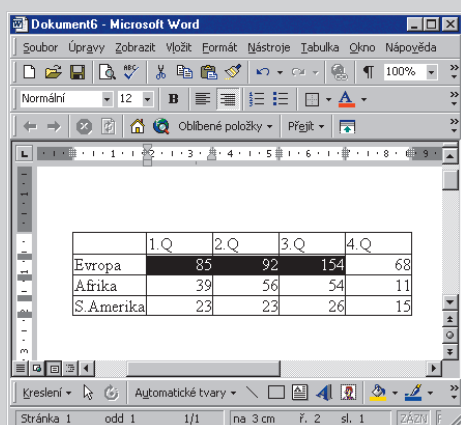 Dokument6 - Microsoft Word
Soubor Úpravy Zobrazit Vložit Formát Nástroje Tabulka Okno Nápověda
100%
Normální 12 B A
Oblíbené položky Přejít
L 1 2 3 4 5 6 7 8 9
1.Q 2.Q 3.Q 4.Q
Evropa 85 92 154 68
Afrika 39 56 54 11
S.Amerika 23 23 26 15
Kreslení Automatické tvary
Stránka 1 odd 1 1/1 na 3 cm ř. 2 sl. 1 ZÁZN